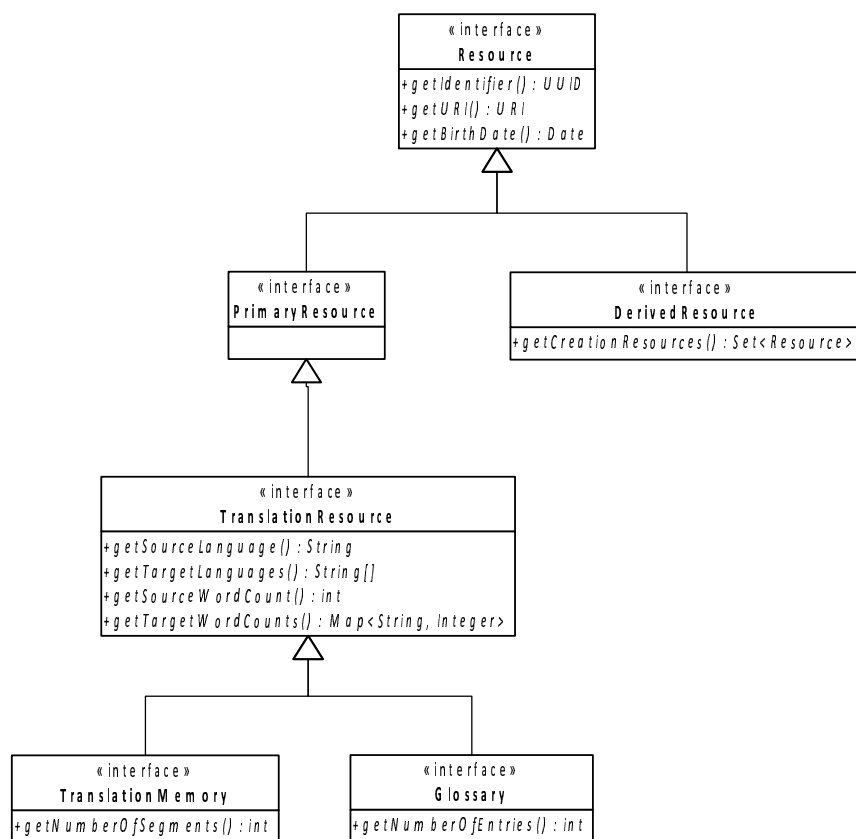 «interface»
Resource
+getIdentifier() : UUID
+getURI() : URI
+getBirthDate() : Date
«interface»
PrimaryResource
«interface»
DerivedResource
+getCreationResources() : Set<Resource>
«interface»
TranslationResource
+getSourceLanguage() : String
+getTargetLanguages() : String[]
+getSourceWordCount() : int
+getTargetWordCounts() : Map<String, Integer>
«interface»
TranslationMemory
+getNumberOfSegments() : int
«interface»
Glossary
+getNumberOfEntries() : int